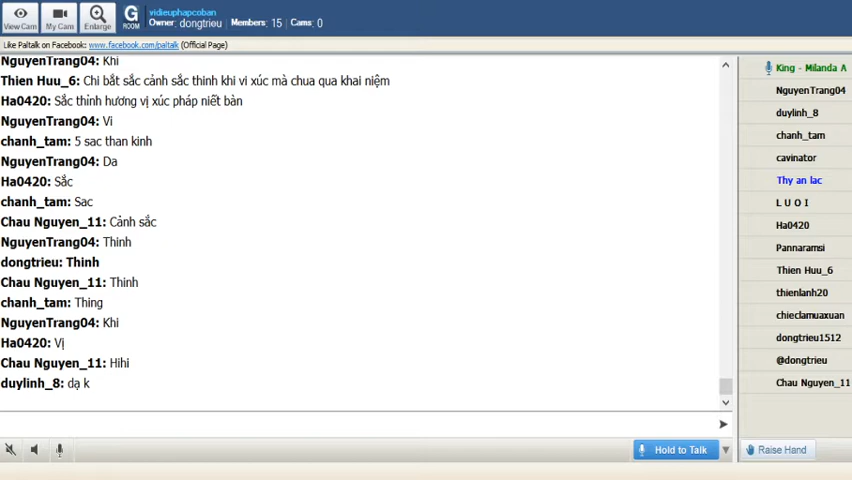 View Cam
My Cam
Enlarge
G
ROOM
vidieuphapcoban
Owner: dongtrieu Members: 15 Cams: 0
Like Paltalk on Facebook: www.facebook.com/paltalk (Official Page)
NguyenTrang04: Khi
Thien Huu_6: Chi bắt sắc cảnh sắc thinh khi vi xúc mà chua qua khai niệm
Ha0420: Sắc thình hương vị xúc pháp niết bàn
NguyenTrang04: Vi
chanh_tam: 5 sac than kinh
NguyenTrang04: Da
Ha0420: Sắc
chanh_tam: Sac
Chau Nguyen_11: Cảnh sắc
NguyenTrang04: Thinh
dongtrieu: Thinh
Chau Nguyen_11: Thinh
chanh_tam: Thing
NguyenTrang04: Khi
Ha0420: Vị
Chau Nguyen_11: Hihi
duylinh_8: dạ k
King - Milanda A
NguyenTrang04
duylinh_8
chanh_tam
cavinator
Thy an lac
L U O I
Ha0420
Pannaramsi
Thien Huu_6
thienlanh20
chieclamuaxuan
dongtrieu1512
@dongtrieu
Chau Nguyen_11
Hold to Talk
Raise Hand